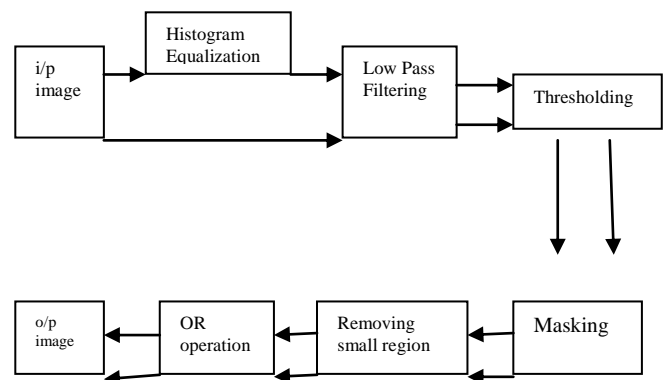 i/p
image
Histogram
Equalization
Low Pass
Filtering
Thresholding
o/p
image
OR
operation
Removing
small region
Masking